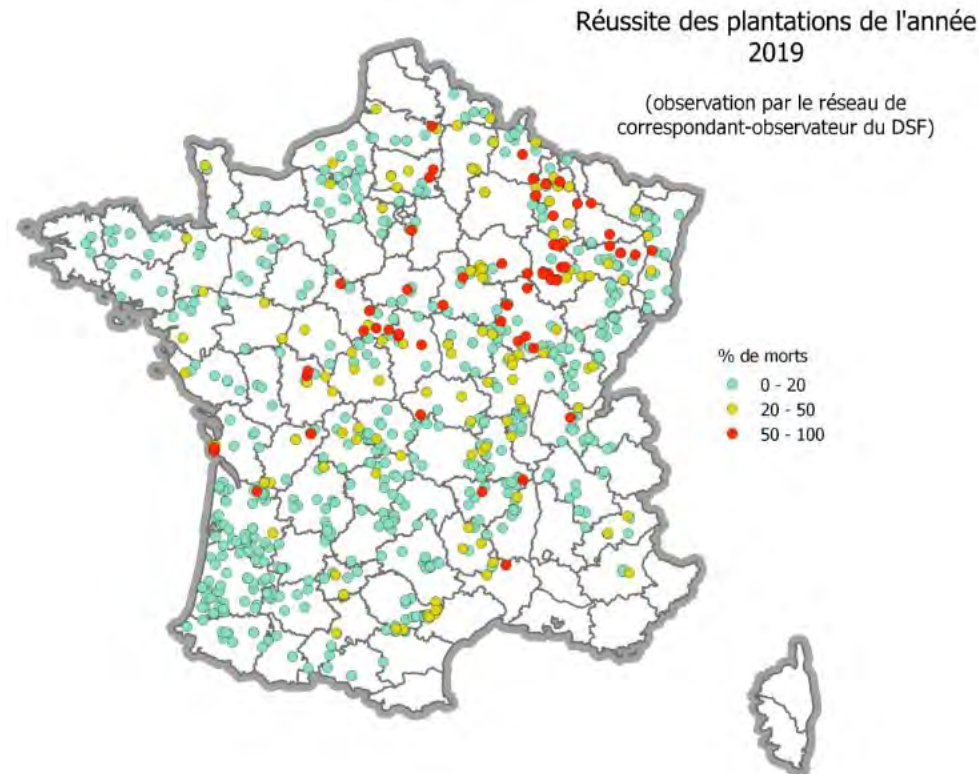 Réussite des plantations de l'année
2019
(observation par le réseau de
correspondant-observateur du DSF)
% de morts
0 - 20
20 - 50
50 - 100